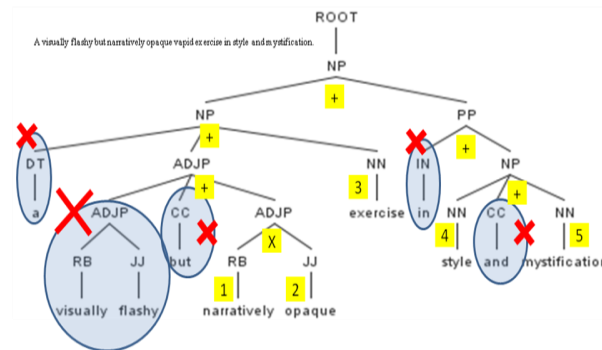 ROOT
A visually flashy but narratively opaque vapid exercise in style and mystification.
NP
+
NP PP
+ +
DT ADJP NN IN NP
+ 3 +
a ADJP CC ADJP exercise in NN CC NN
X 4 5
RB JJ but RB JJ style and mystification
1 2
visually flashy narratively opaque